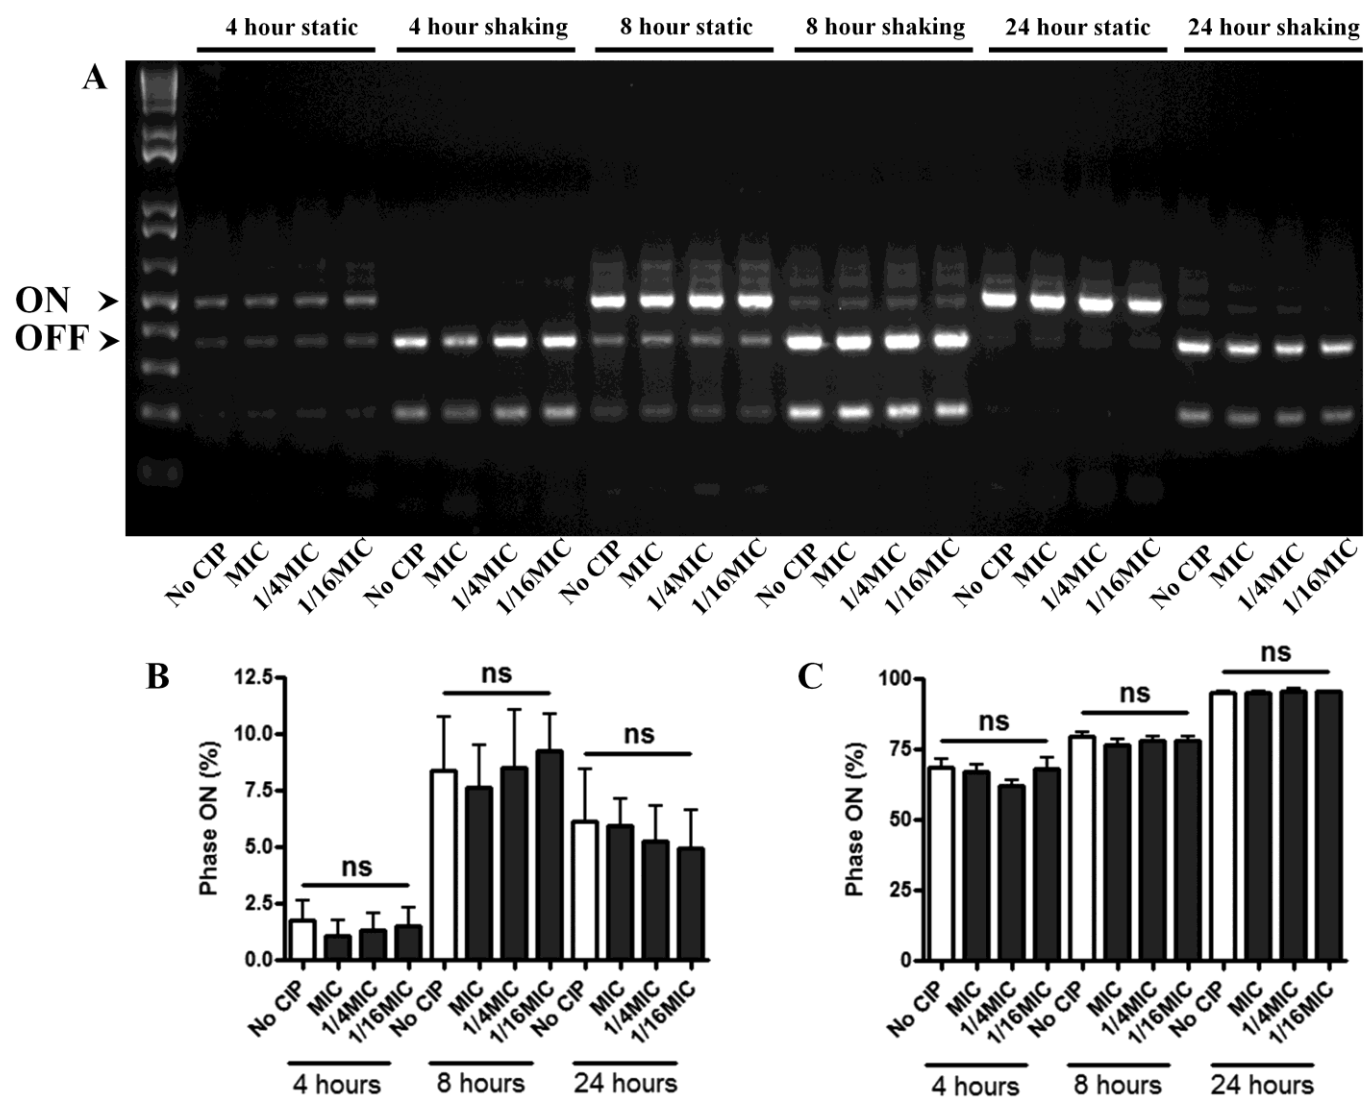 4 hour static 4 hour shaking 8 hour static 8 hour shaking 24 hour static 24 hour shaking
A
ON
OFF
No CIP MIC 1/4MIC 1/16MIC No CIP MIC 1/4MIC 1/16MIC No CIP MIC 1/4MIC 1/16MIC No CIP MIC 1/4MIC 1/16MIC No CIP MIC 1/4MIC 1/16MIC No CIP MIC 1/4MIC 1/16MIC
B
Phase ON (%)
12.5
10.0
7.5
5.0
2.5
0.0
ns
ns
ns
No CIP MIC 1/4MIC 1/16MIC No CIP MIC 1/4MIC 1/16MIC No CIP MIC 1/4MIC 1/16MIC
4 hours 8 hours 24 hours
C
Phase ON (%)
100
75
50
25
0
ns
ns
ns
No CIP MIC 1/4MIC 1/16MIC No CIP MIC 1/4MIC 1/16MIC No CIP MIC 1/4MIC 1/16MIC
4 hours 8 hours 24 hours